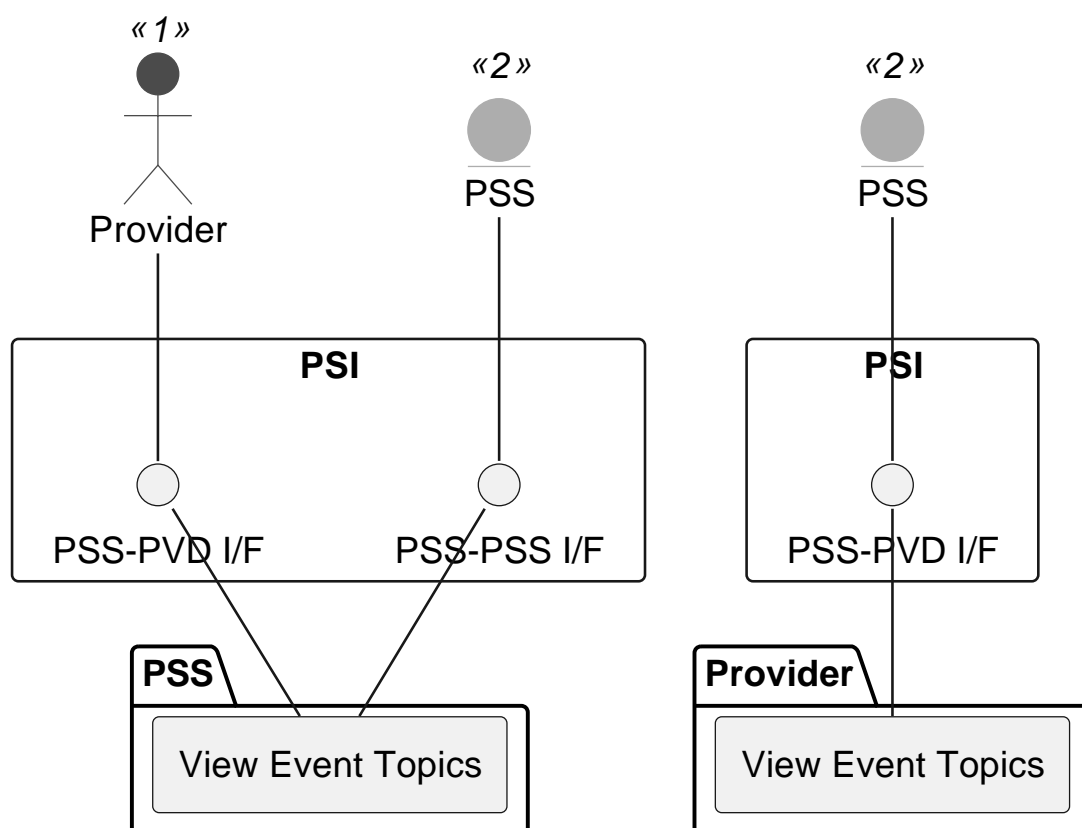 «1»
«2»
«2»
Provider
PSS
PSS
PSI
PSI
PSS-PVD I/F
PSS-PSS I/F
PSS-PVD I/F
PSS
Provider
View Event Topics
View Event Topics